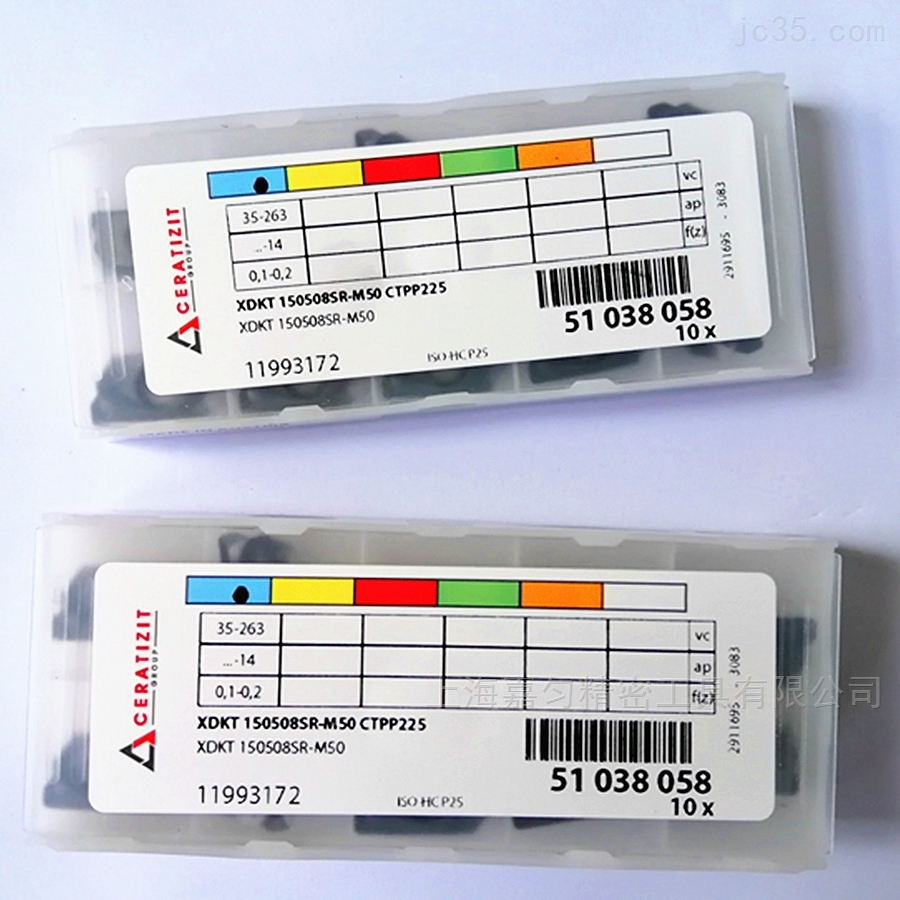 jc35.com
CERATIZIT
GROUP
35-263 vc
...-14 ap
0,1-0,2 f(z)
XDKT 150508SR-M50 CTPP225
XDKT 150508SR-M50
11993172
ISO-HC P25
51 038 058
10 x
2911695 - 3083
CERATIZIT
GROUP
35-263 vc
...-14 ap
0,1-0,2 f(z)
上海嘉匀精密工具有限公司
XDKT 150508SR-M50 CTPP225
XDKT 150508SR-M50
11993172
ISO-HC P25
51 038 058
10 x
2911695 - 3083